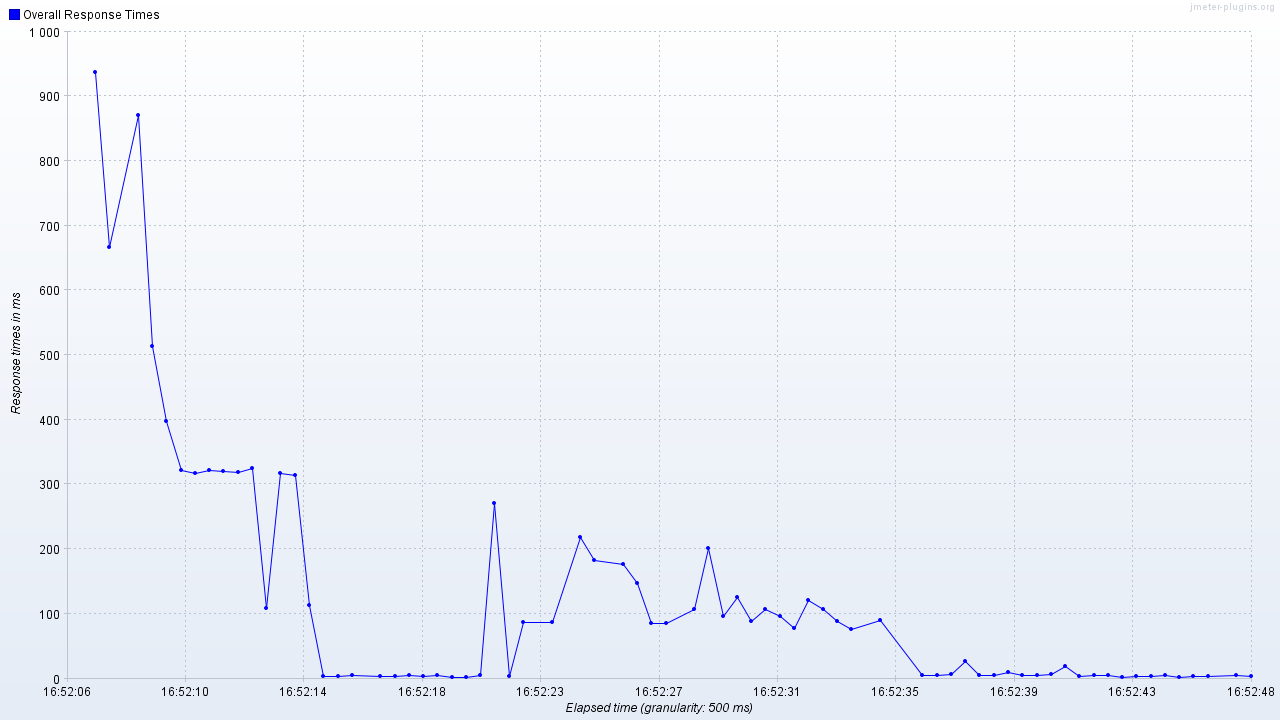 Overall Response Times
jmeter-plugins.org
1 000
900
800
700
600
500
400
300
200
100
0
Response times in ms
16:52:06 16:52:10 16:52:14 16:52:18 16:52:23 16:52:27 16:52:31 16:52:35 16:52:39 16:52:43 16:52:48
Elapsed time (granularity: 500 ms)